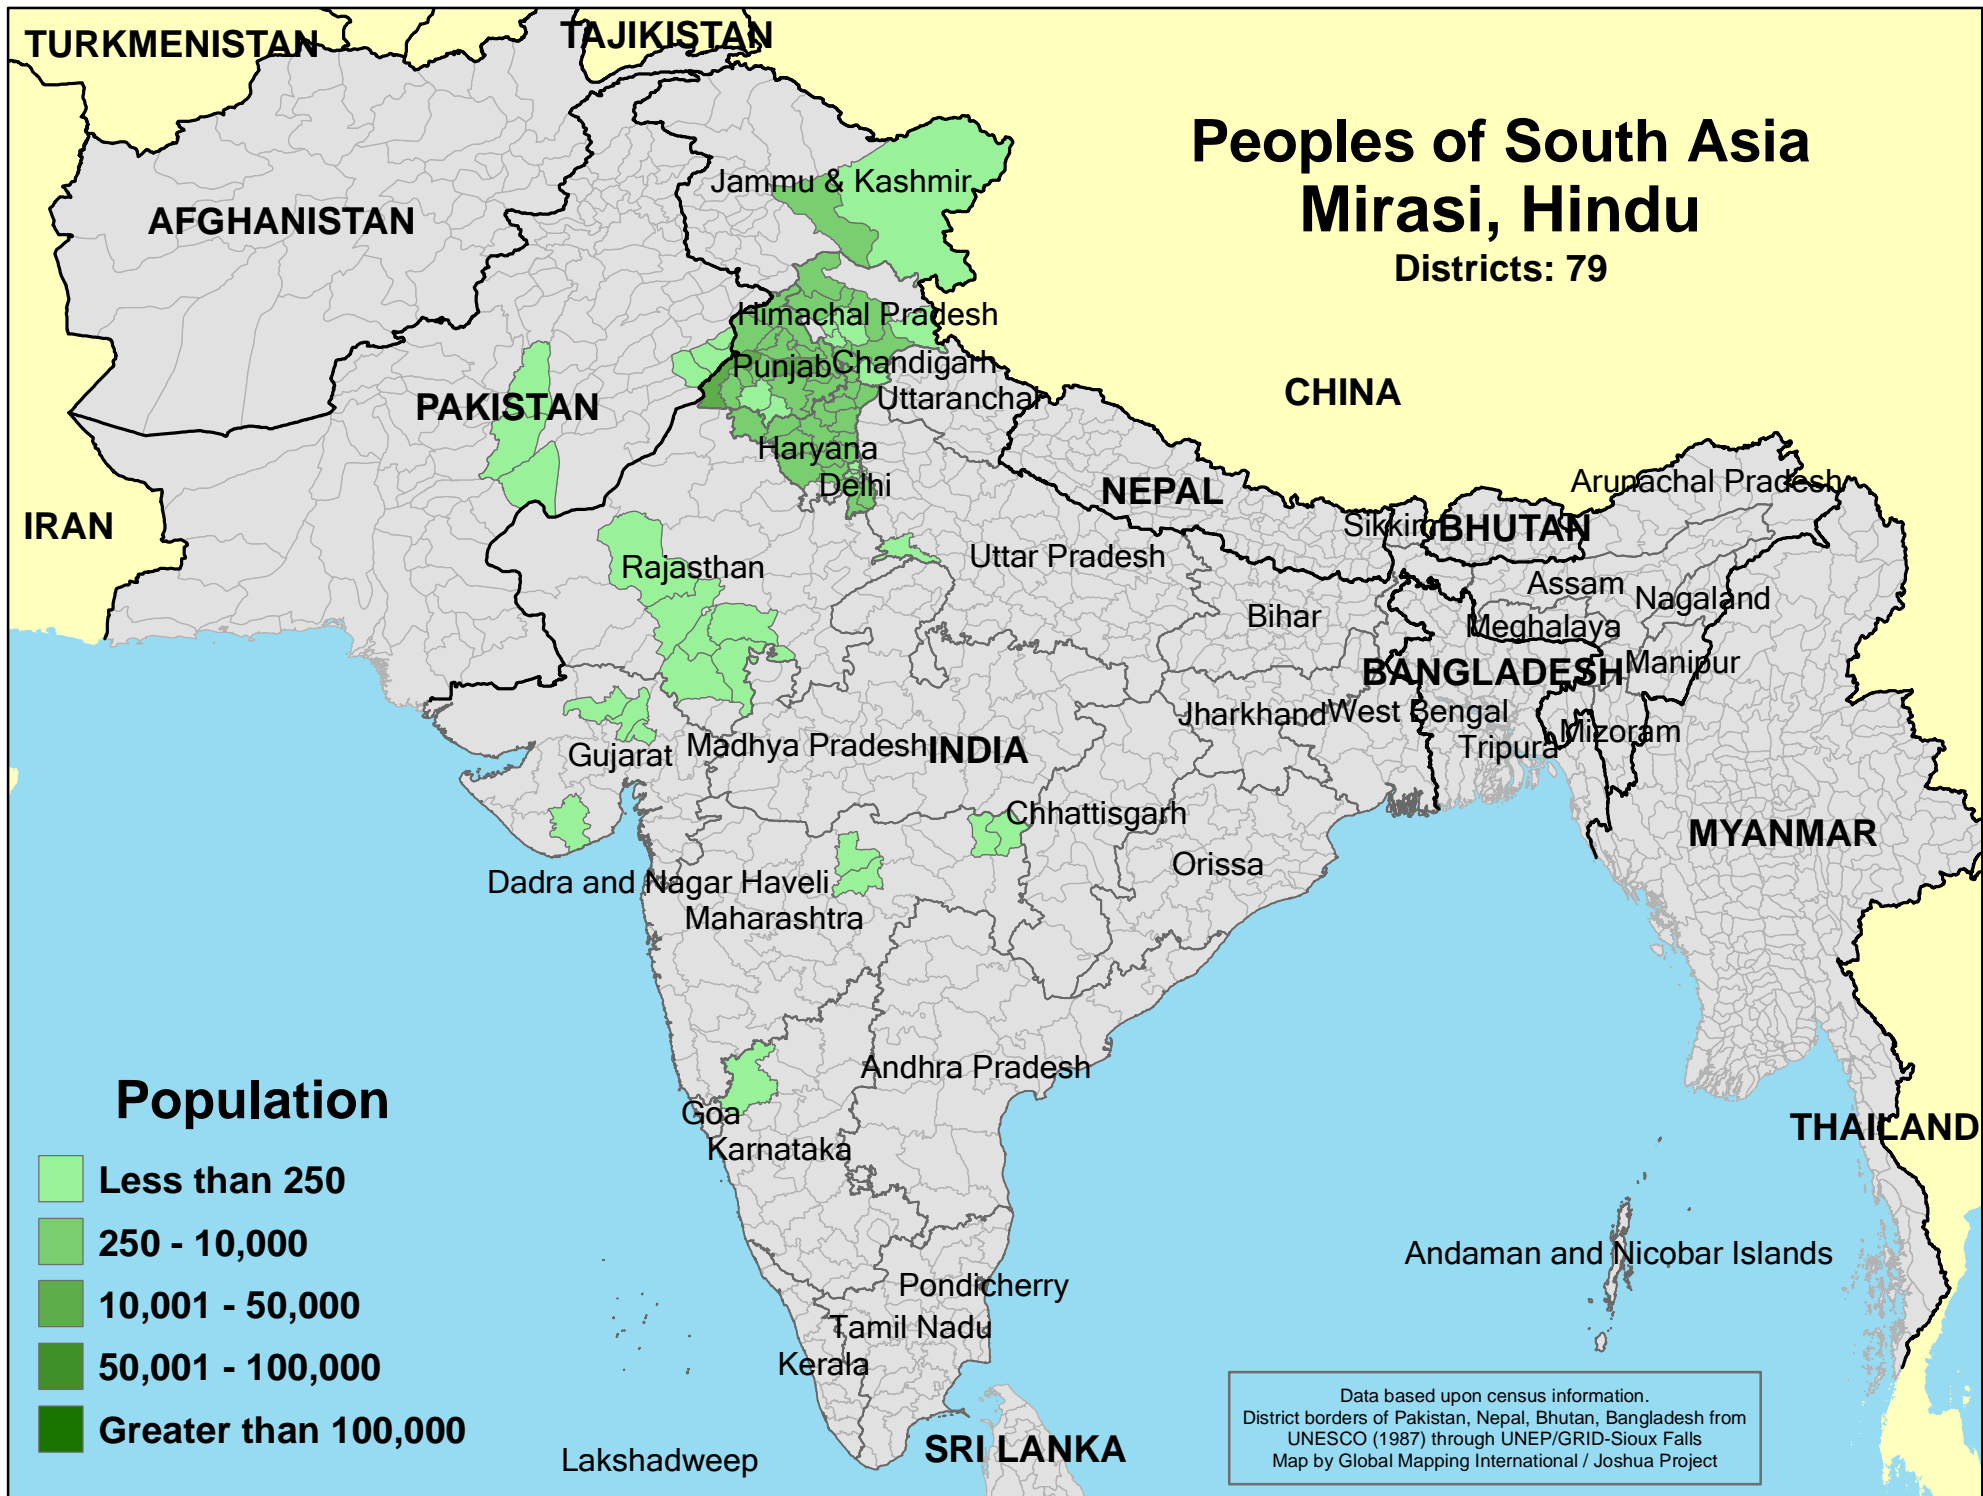 TURKMENISTAN
TAJIKISTAN
Peoples of South Asia
Mirasi, Hindu
Districts: 79
Jammu & Kashmir
AFGHANISTAN
Himachal Pradesh
Punjab
Chandigarh
Uttaranchal
CHINA
PAKISTAN
Haryana
Delhi
NEPAL
Arunachal Pradesh
IRAN
Sikkim
BHUTAN
Rajasthan
Uttar Pradesh
Assam
Nagaland
Bihar
Meghalaya
BANGLADESH
Manipur
Jharkhand
West Bengal
Tripura
Mizoram
Gujarat
Madhya Pradesh
INDIA
Chhattisgarh
MYANMAR
Orissa
Dadra and Nagar Haveli
Maharashtra
Andhra Pradesh
Goa
Karnataka
THAILAND
Population
Less than 250
250 - 10,000
10,001 - 50,000
50,001 - 100,000
Greater than 100,000
Andaman and Nicobar Islands
Pondicherry
Tamil Nadu
Kerala
Lakshadweep
SRI LANKA
Data based upon census information.
District borders of Pakistan, Nepal, Bhutan, Bangladesh from
UNESCO (1987) through UNEP/GRID-Sioux Falls
Map by Global Mapping International / Joshua Project